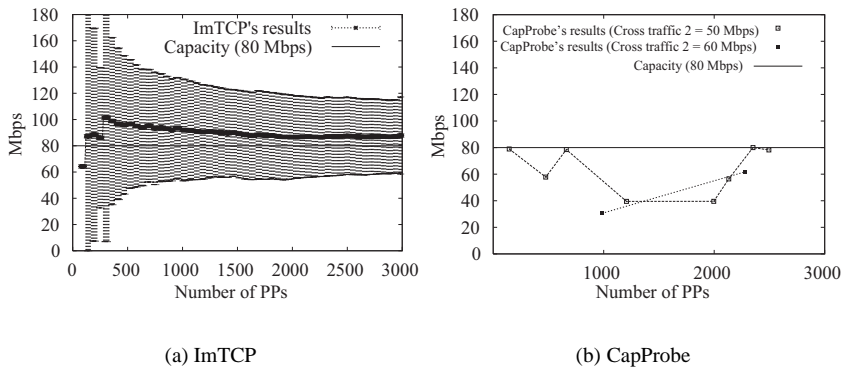 180
160
140
120
100
80
60
40
20
0
Mbps
ImTCP's results
Capacity (80 Mbps)
0 500 1000 1500 2000 2500 3000
Number of PPs
(a) ImTCP
180
160
140
120
100
80
60
40
20
0
Mbps
CapProbe's results (Cross traffic 2 = 50 Mbps)
CapProbe's results (Cross traffic 2 = 60 Mbps)
Capacity (80 Mbps)
1000 2000 3000
Number of PPs
(b) CapProbe